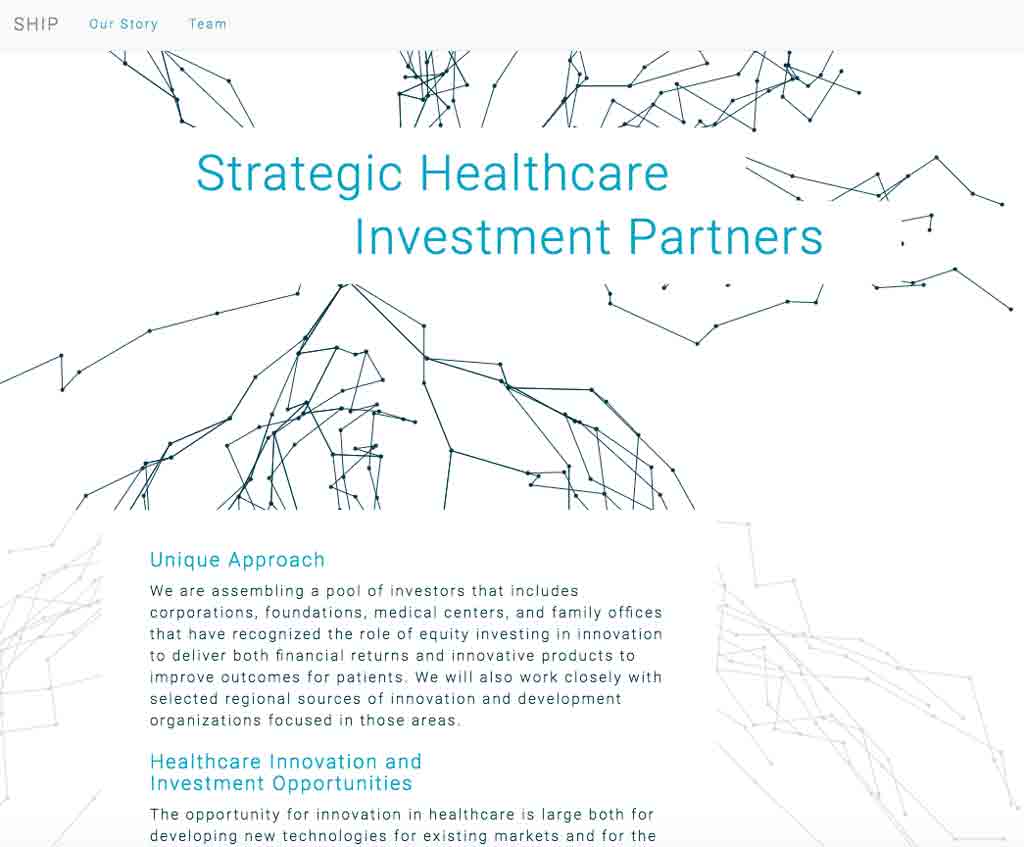 SHIP Our Story Team
Strategic Healthcare
Investment Partners
Unique Approach
We are assembling a pool of investors that includes
corporations, foundations, medical centers, and family offices
that have recognized the role of equity investing in innovation
to deliver both financial returns and innovative products to
improve outcomes for patients. We will also work closely with
selected regional sources of innovation and development
organizations focused in those areas.
Healthcare Innovation and
Investment Opportunities
The opportunity for innovation in healthcare is large both for
developing new technologies for existing markets and for the